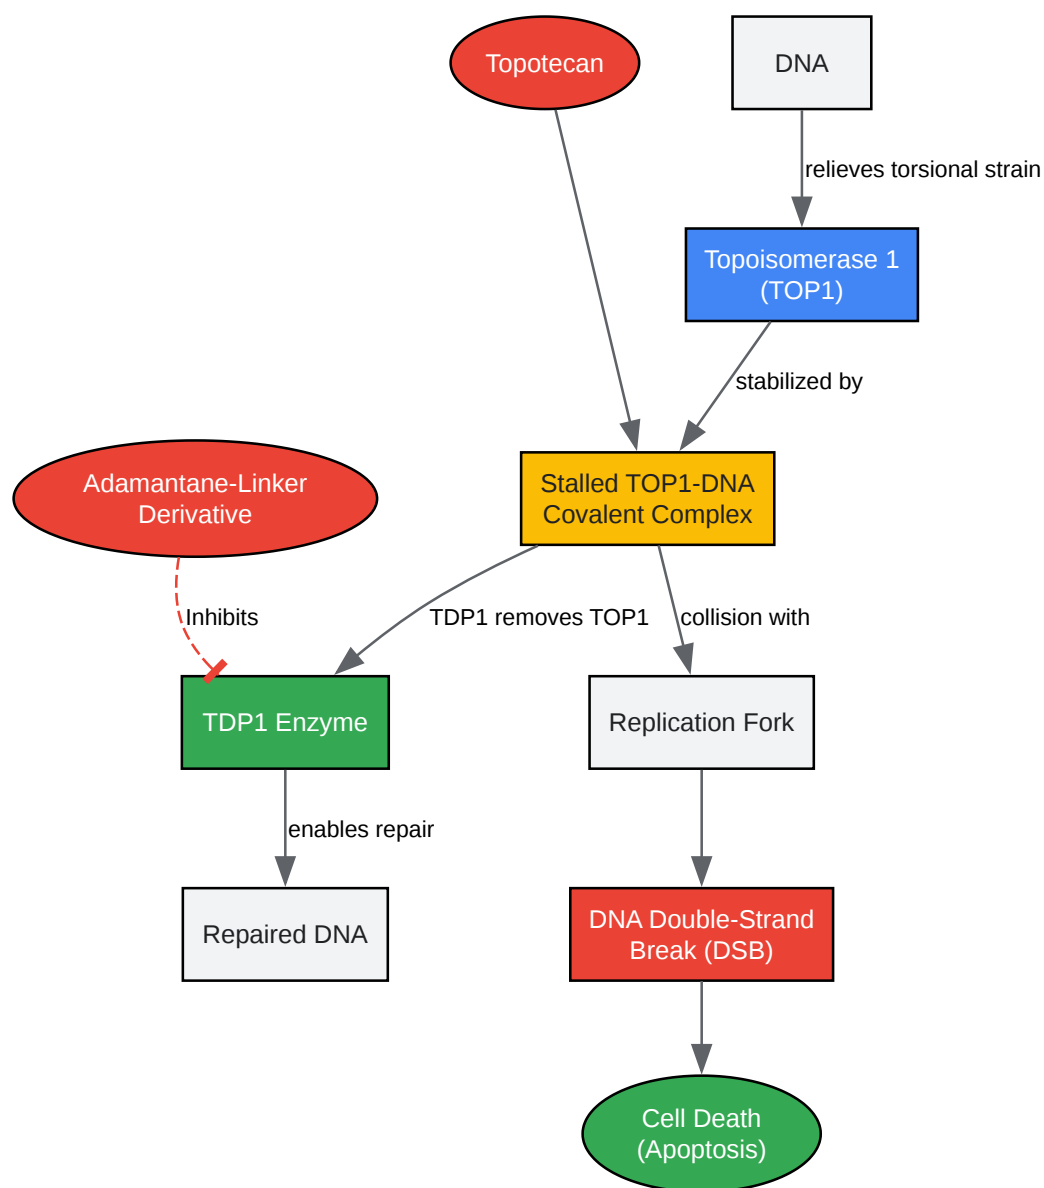 Topotecan
DNA
relieves torsional strain
Topoisomerase 1
(TOP1)
stabilized by
Adamantane-Linker
Derivative
Stalled TOP1-DNA
Covalent Complex
Inhibits
TDP1 removes TOP1
collision with
TDP1 Enzyme
Replication Fork
enables repair
Repaired DNA
DNA Double-Strand
Break (DSB)
Cell Death
(Apoptosis)